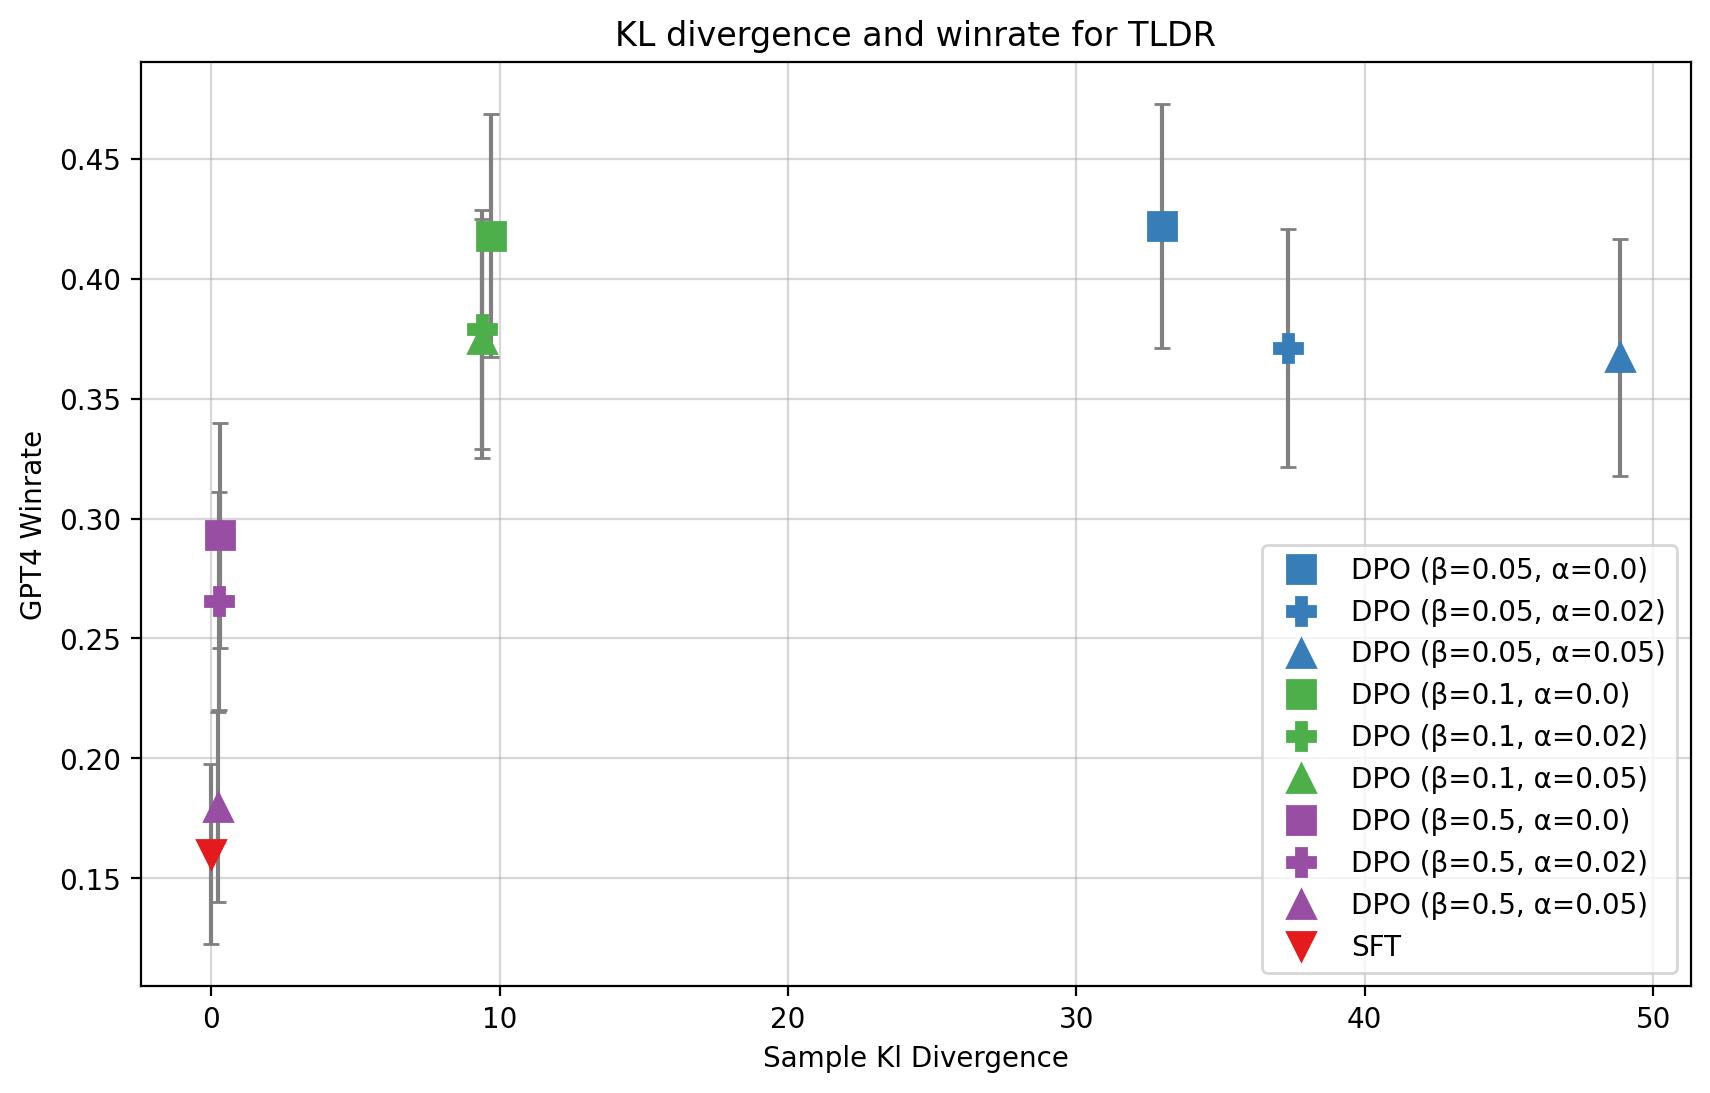 KL divergence and winrate for TLDR
GPT4 Winrate
0.45
0.40
0.35
0.30
0.25
0.20
0.15
DPO (β=0.05, α=0.0)
DPO (β=0.05, α=0.02)
DPO (β=0.05, α=0.05)
DPO (β=0.1, α=0.0)
DPO (β=0.1, α=0.02)
DPO (β=0.1, α=0.05)
DPO (β=0.5, α=0.0)
DPO (β=0.5, α=0.02)
DPO (β=0.5, α=0.05)
SFT
0 10 20 30 40 50
Sample Kl Divergence